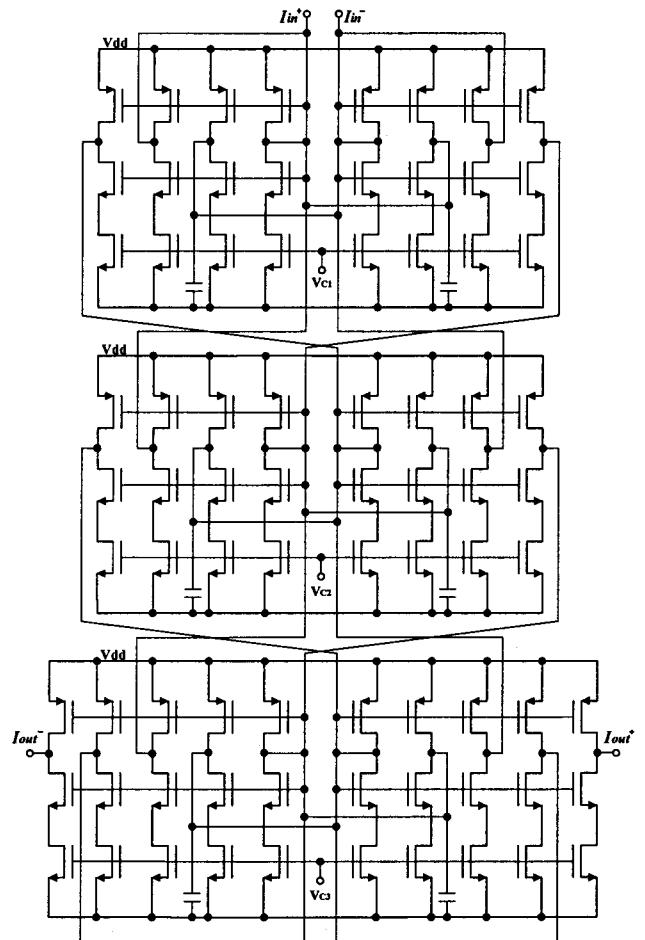 Iin+ Iin−
Vdd
VC1
Vdd
VC2
Vdd
Iout− Iout+
VC3